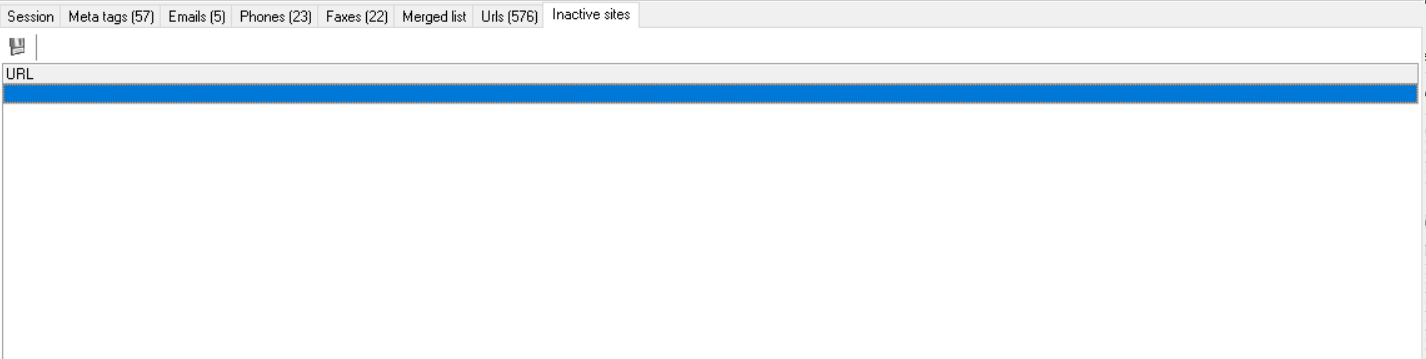 Session Meta tags (57) Emails (5) Phones (23) Faxes (22) Merged list Urls (576) Inactive sites
URL